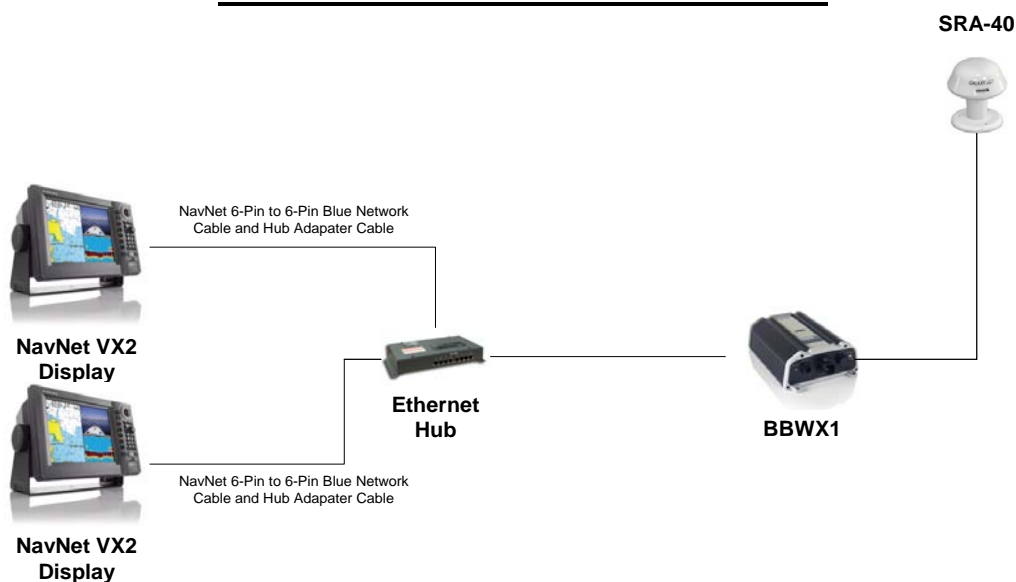 SRA-40
NavNet 6-Pin to 6-Pin Blue Network
Cable and Hub Adapater Cable
NavNet VX2
Display
Ethernet
Hub
BBWX1
NavNet 6-Pin to 6-Pin Blue Network
Cable and Hub Adapater Cable
NavNet VX2
Display